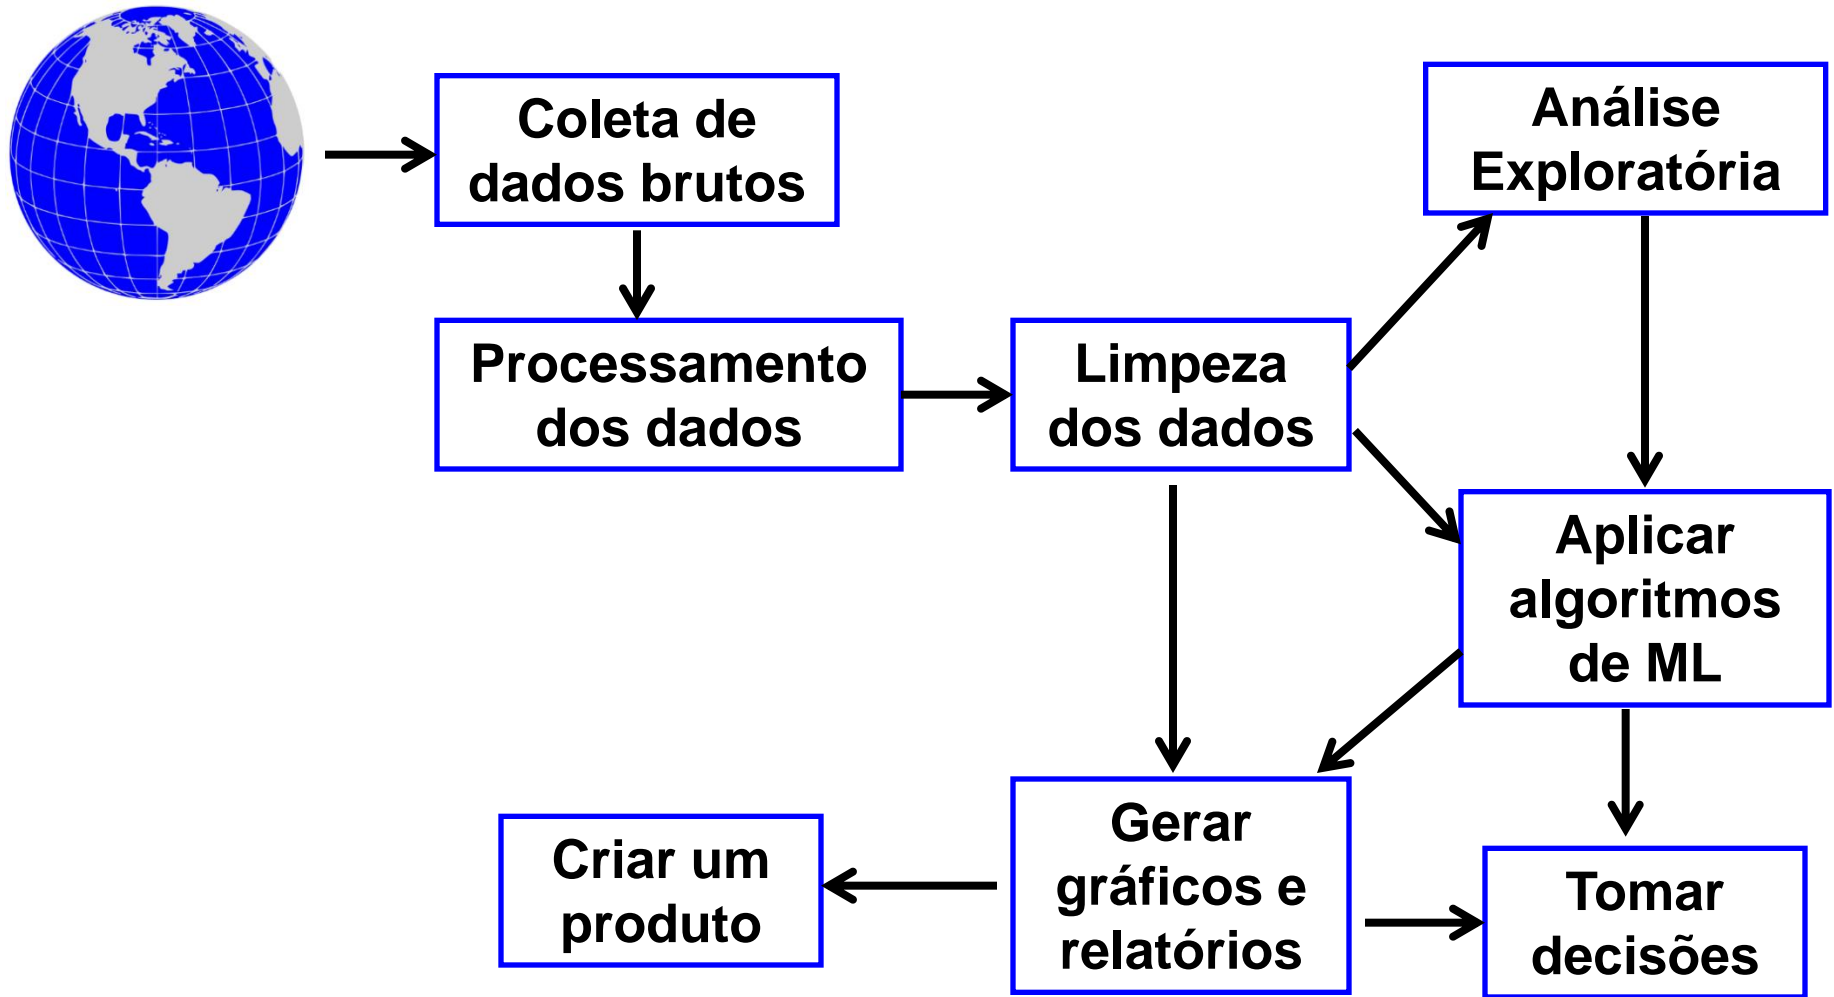 Coleta de
dados brutos
Análise
Exploratória
Processamento
dos dados
Limpeza
dos dados
Aplicar
algoritmos
de ML
Criar um
produto
Gerar
gráficos e
relatórios
Tomar
decisões